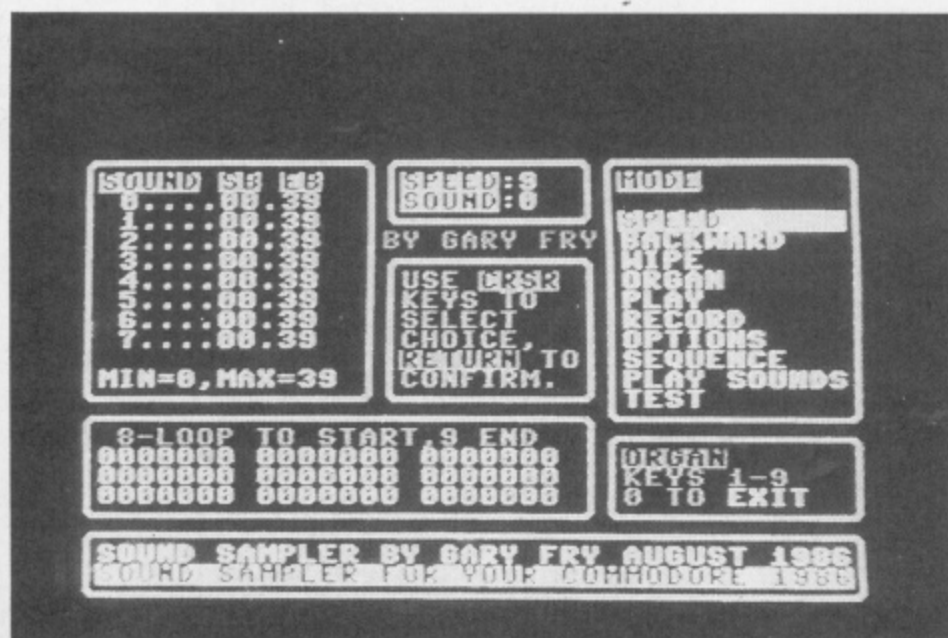 SOUND SB EB
0....00.39
1....00.39
2....00.39
3....00.39
4....00.39
5....00.39
6....00.39
7....00.39
MIN=0,MAX=39
SPEED:9
SOUND:0
BY GARY FRY
USE CRSR
KEYS TO
SELECT
CHOICE,
RETURN TO
CONFIRM.
MODE
SPEED
BACKWARD
WIPE
ORGAN
PLAY
RECORD
OPTIONS
SEQUENCE
PLAY SOUNDS
TEST
8-LOOP TO START,9 END
0000000 0000000 0000000
0000000 0000000 0000000
0000000 0000000 0000000
ORGAN
KEYS 1-9
0 TO EXIT
SOUND SAMPLER BY GARY FRY AUGUST 1986
SOUND SAMPLER FOR YOUR COMMODORE 1986